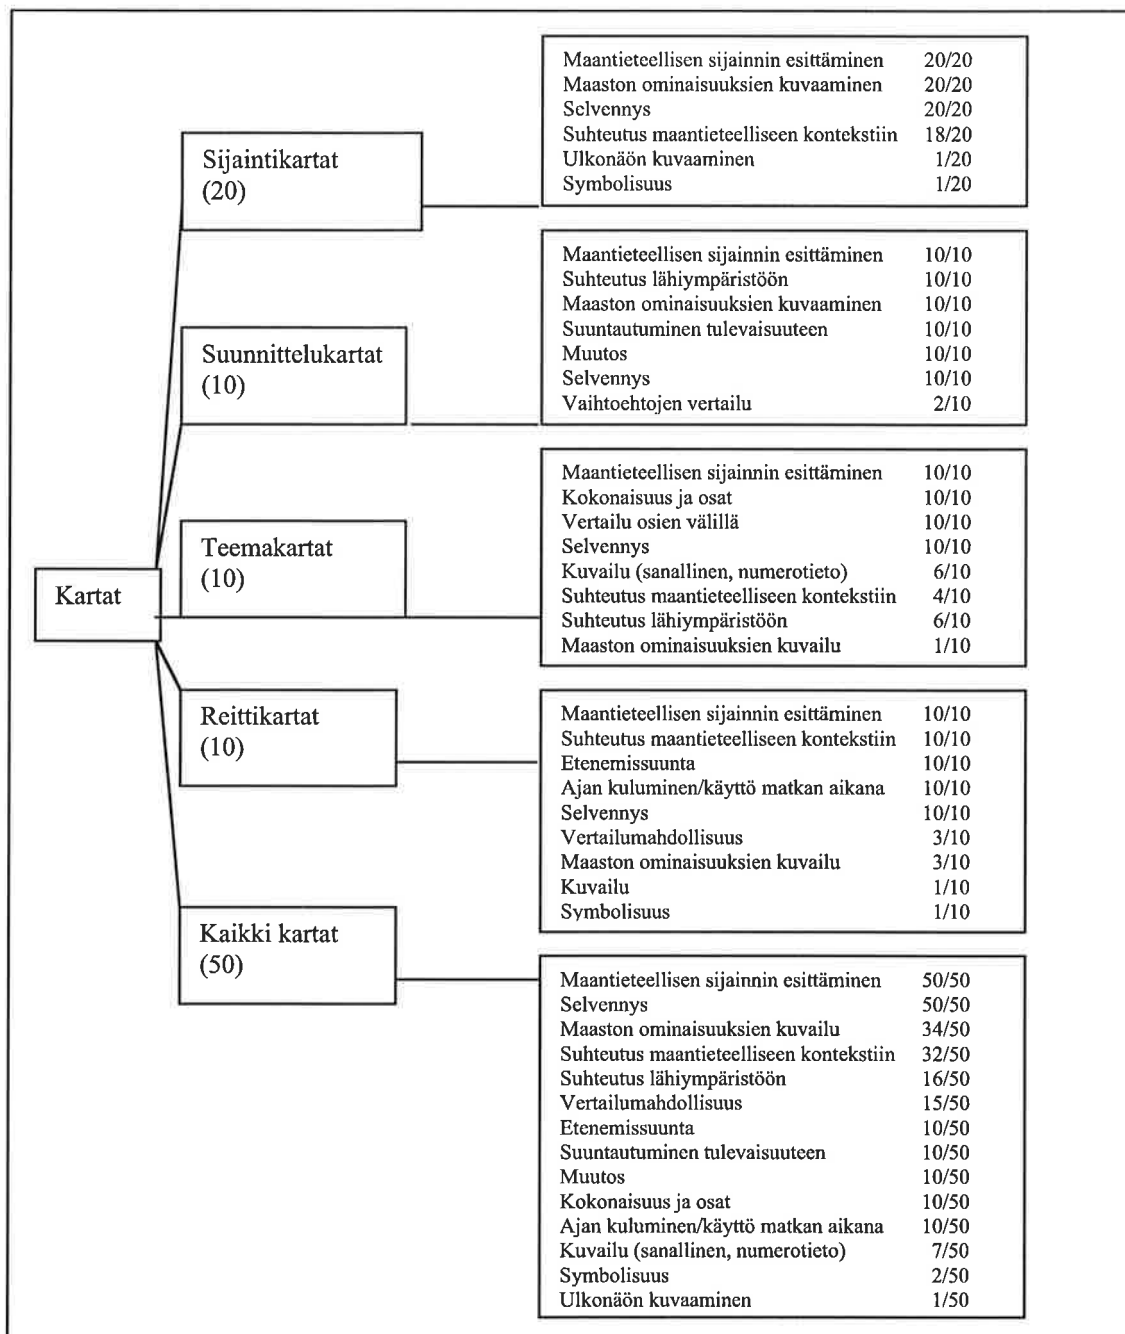 Kartat
Sijaintikartat
(20)
Maantieteellisen sijainnin esittäminen 20/20
Maaston ominaisuuksien kuvaaminen 20/20
Selvennys 20/20
Suhteutus maantieteelliseen kontekstiin 18/20
Ulkonäön kuvaaminen 1/20
Symbolisuus 1/20
Suunnittelukartat
(10)
Maantieteellisen sijainnin esittäminen 10/10
Suhteutus lähiympäristöön 10/10
Maaston ominaisuuksien kuvaaminen 10/10
Suuntautuminen tulevaisuuteen 10/10
Muutos 10/10
Selvennys 10/10
Vaihtoehtojen vertailu 2/10
Teemakartat
(10)
Maantieteellisen sijainnin esittäminen 10/10
Kokonaisuus ja osat 10/10
Vertailu osien välillä 10/10
Selvennys 10/10
Kuvailu (sanallinen, numerotieto) 6/10
Suhteutus maantieteelliseen kontekstiin 4/10
Suhteutus lähiympäristöön 6/10
Maaston ominaisuuksien kuvailu 1/10
Reittikartat
(10)
Maantieteellisen sijainnin esittäminen 10/10
Suhteutus maantieteelliseen kontekstiin 10/10
Etenemissuunta 10/10
Ajan kuluminen/käyttö matkan aikana 10/10
Selvennys 10/10
Vertailumahdollisuus 3/10
Maaston ominaisuuksien kuvailu 3/10
Kuvailu 1/10
Symbolisuus 1/10
Kaikki kartat
(50)
Maantieteellisen sijainnin esittäminen 50/50
Selvennys 50/50
Maaston ominaisuuksien kuvailu 34/50
Suhteutus maantieteelliseen kontekstiin 32/50
Suhteutus lähiympäristöön 16/50
Vertailumahdollisuus 15/50
Etenemissuunta 10/50
Suuntautuminen tulevaisuuteen 10/50
Muutos 10/50
Kokonaisuus ja osat 10/50
Ajan kuluminen/käyttö matkan aikana 10/50
Kuvailu (sanallinen, numerotieto) 7/50
Symbolisuus 2/50
Ulkonäön kuvaaminen 1/50